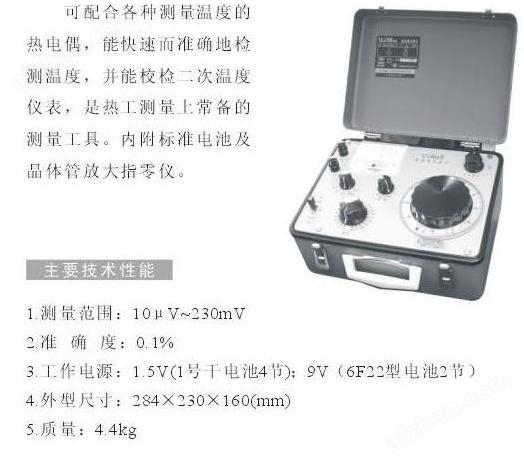 可配合各种测量温度的
热电偶，能快速而准确地检
测温度，并能校检二次温度
仪表，是热工测量上常备的
测量工具。内附标准电池及
晶体管放大指零仪。
主要技术性能
1.测量范围：10μV~230mV
2.准 确 度：0.1%
3.工作电源：1.5V(1号干电池4节)；9V（6F22型电池2节）
4.外型尺寸：284×230×160(mm)
5.质量：4.4kg